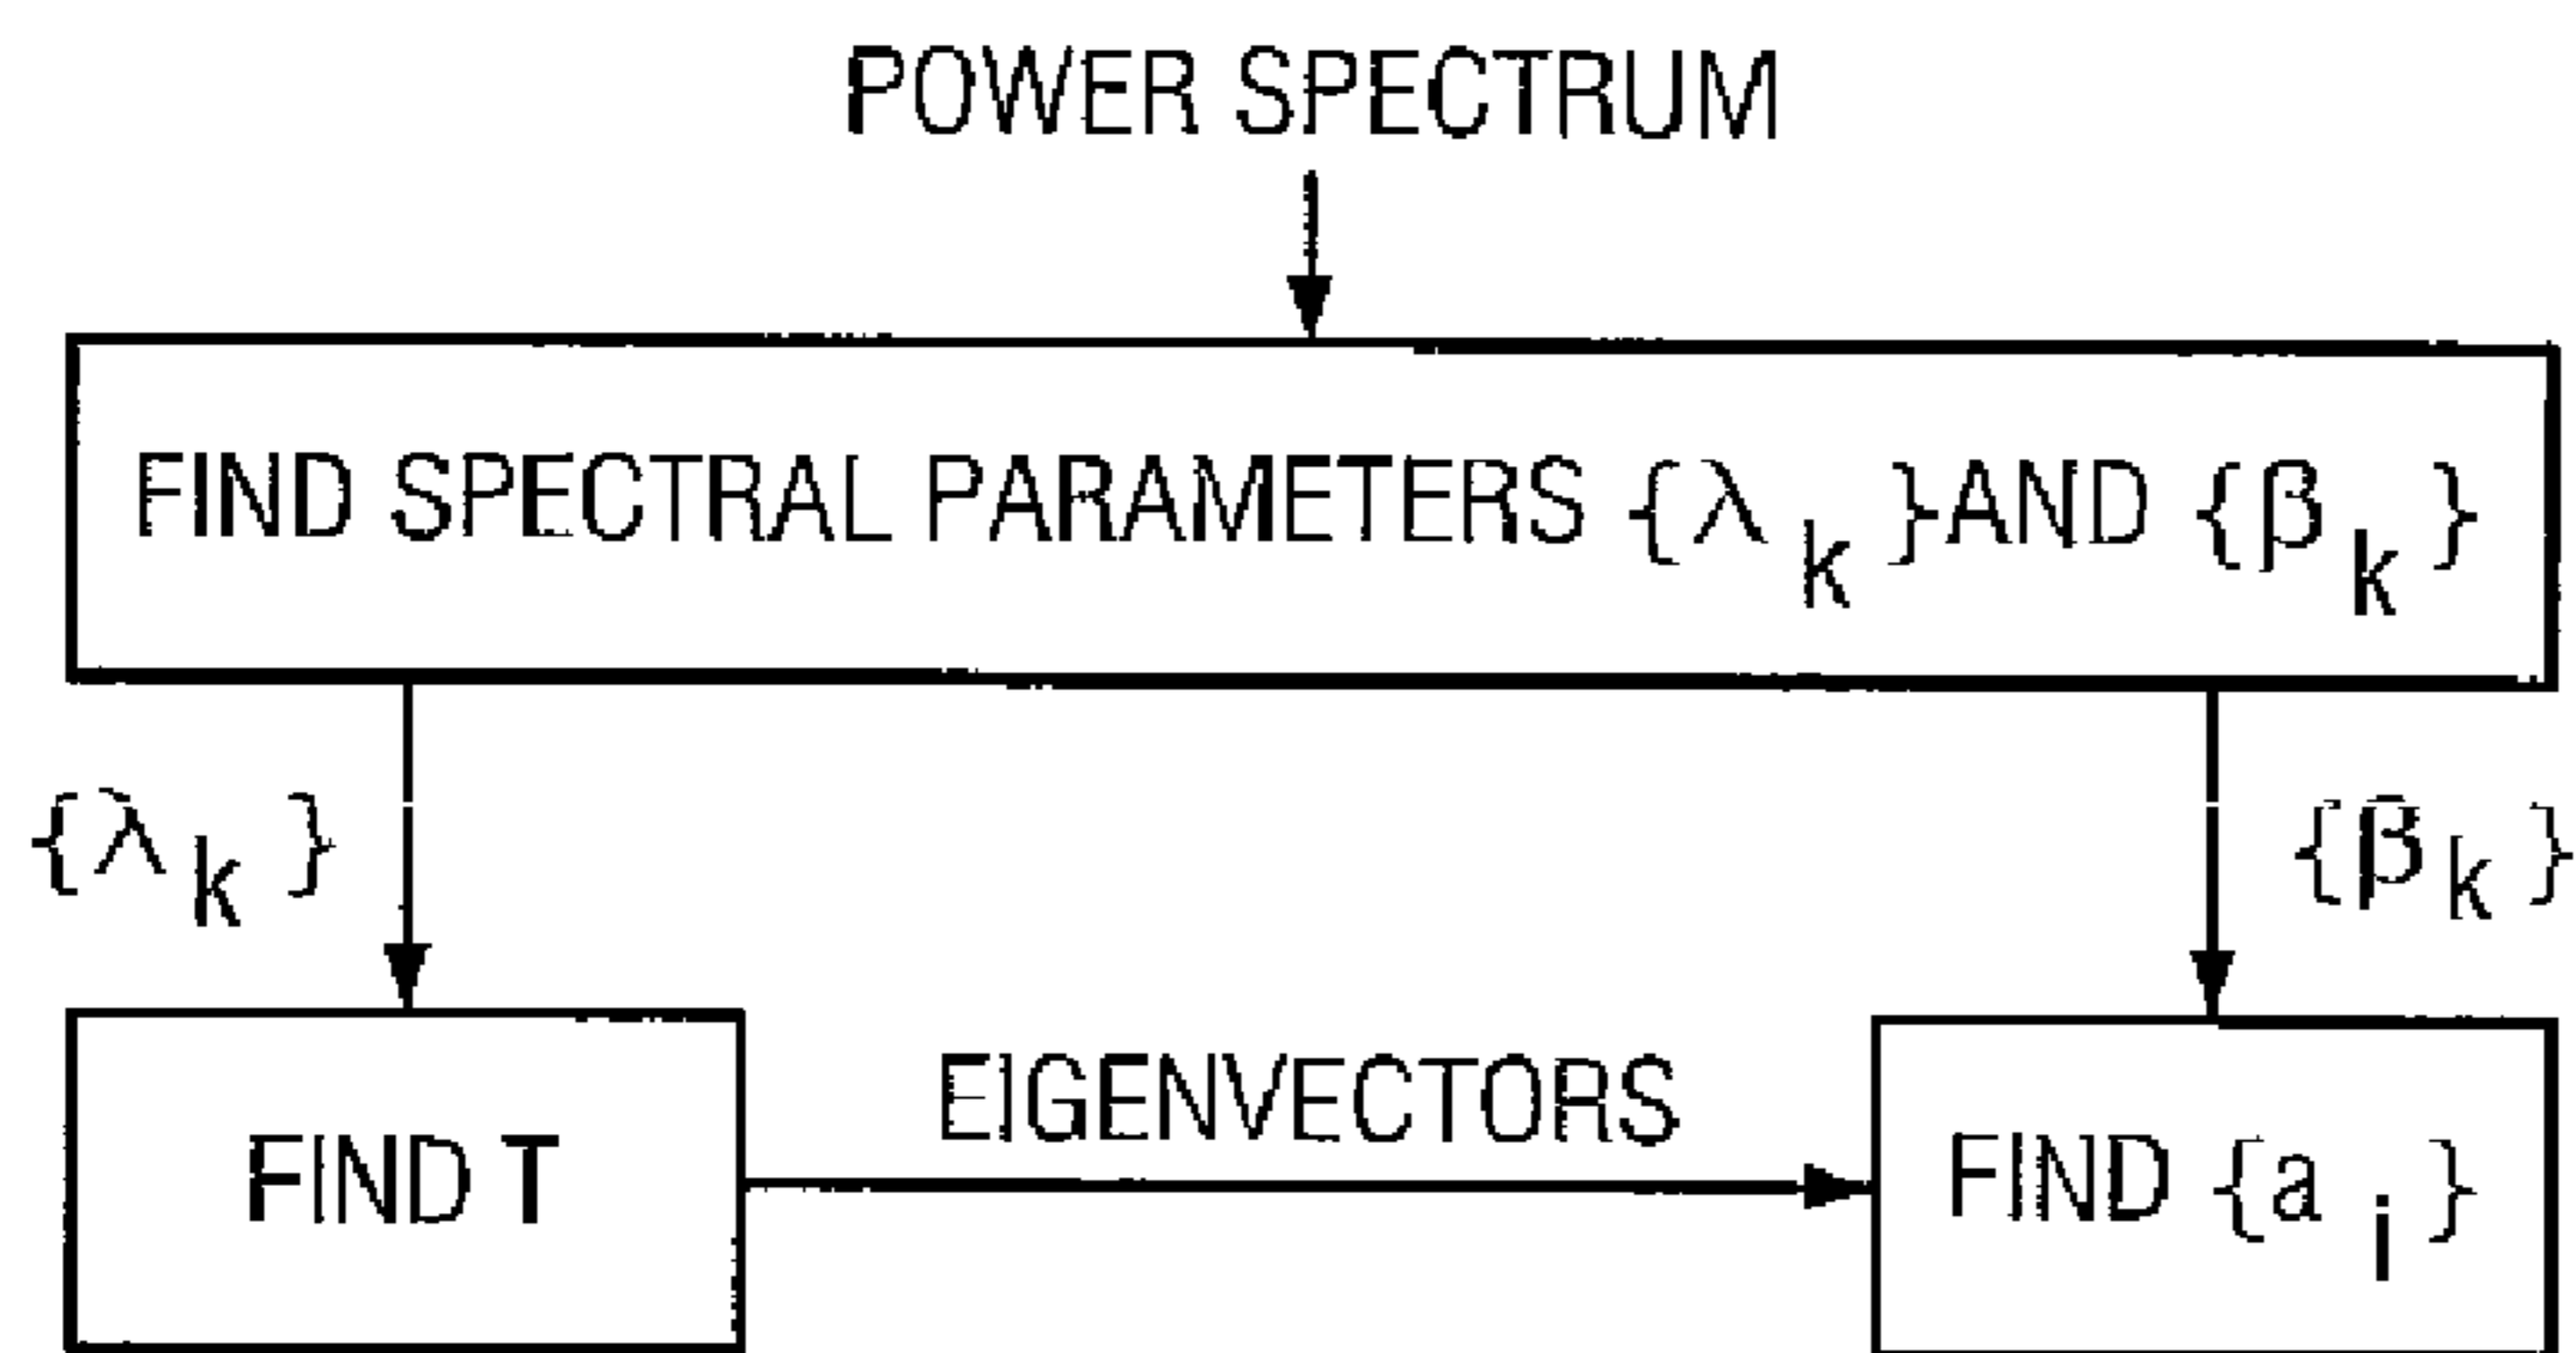 POWER SPECTRUM
FIND SPECTRAL PARAMETERS {λ k } AND {β k }
{λ k }
{β k }
EIGENVECTORS
FIND T
FIND {a i }